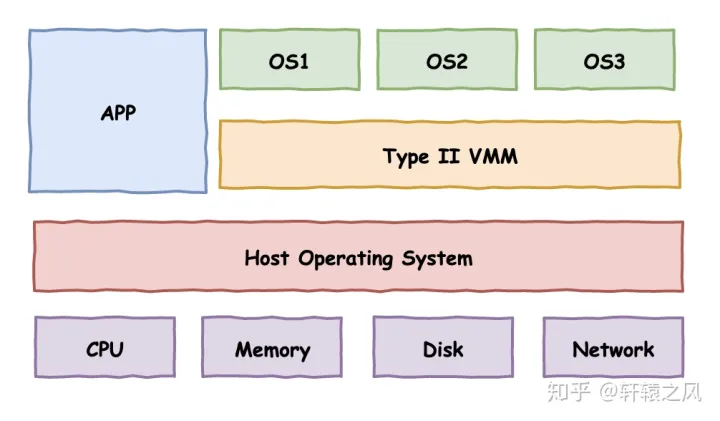 OS1
OS2
OS3
APP
Type II VMM
Host Operating System
CPU
Memory
Disk
Network
知乎 @轩辕之风